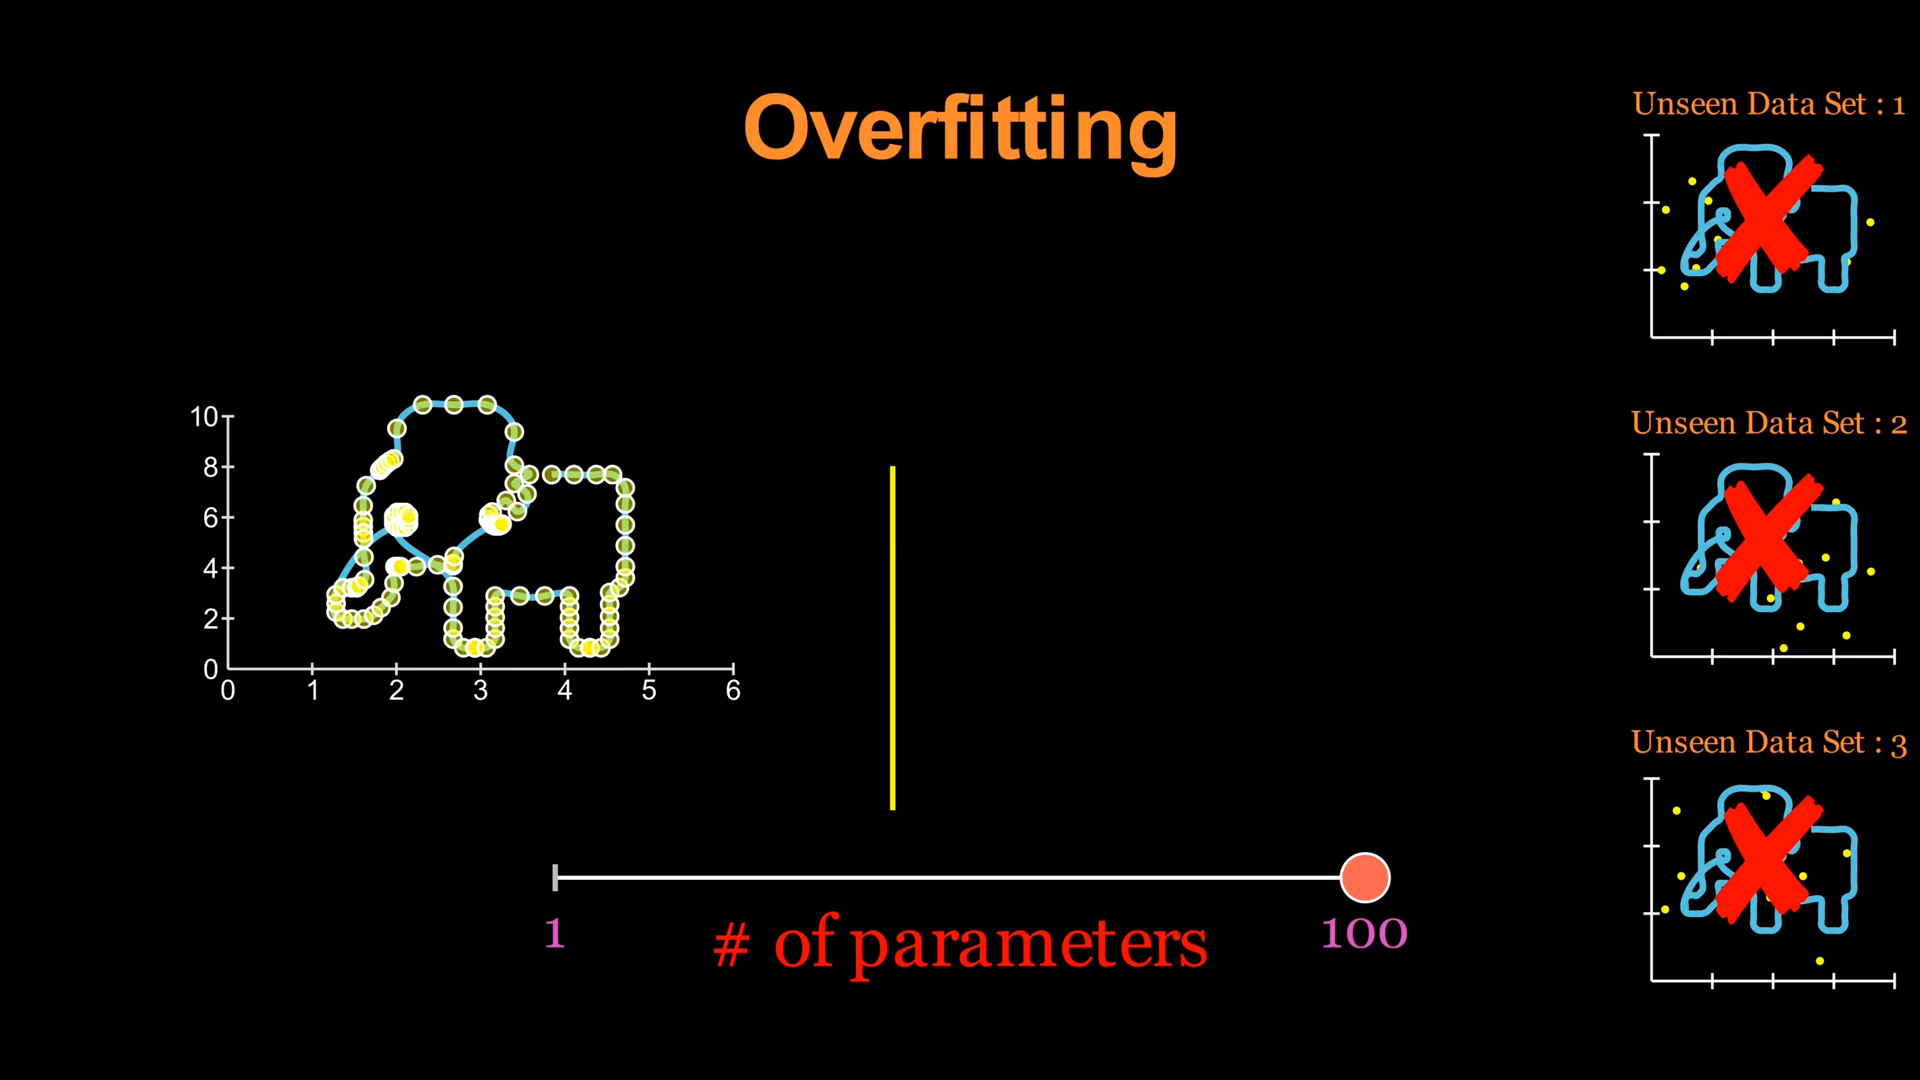 Overfitting
10
8
6
4
2
0
0 1 2 3 4 5 6
1 # of parameters 100
Unseen Data Set : 1
Unseen Data Set : 2
Unseen Data Set : 3